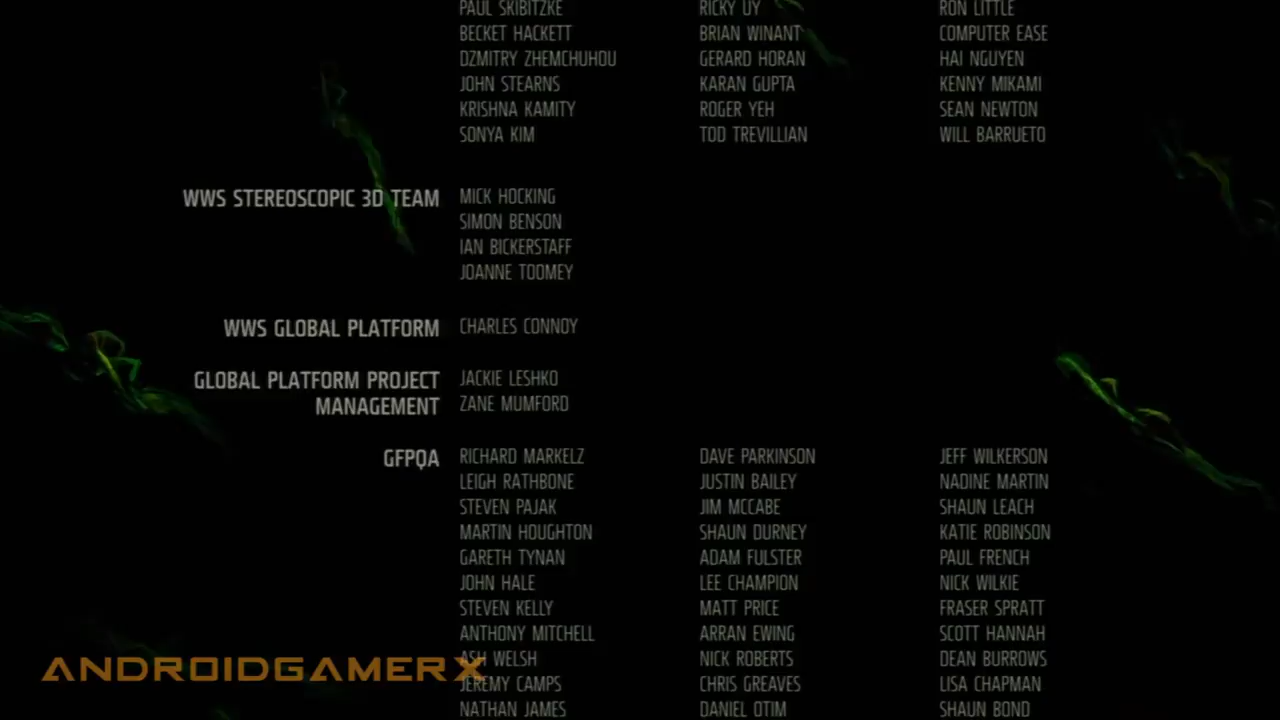 PAUL SKIBITZKE RICKY UY RON LITTLE
BECKET HACKETT BRIAN WINANT COMPUTER EASE
DZMITRY ZHEMCHUHOU GERARD HORAN HAI NGUYEN
JOHN STEARNS KARAN GUPTA KENNY MIKAMI
KRISHNA KAMITY ROGER YEH SEAN NEWTON
SONYA KIM TOD TREVILLIAN WILL BARRUETO
WWS STEREOSCOPIC 3D TEAM MICK HOCKING
SIMON BENSON
IAN BICKERSTAFF
JOANNE TOOMEY
WWS GLOBAL PLATFORM CHARLES CONNOY
GLOBAL PLATFORM PROJECT JACKIE LESHKO
MANAGEMENT ZANE MUMFORD
GFPQA RICHARD MARKELZ DAVE PARKINSON JEFF WILKERSON
LEIGH RATHBONE JUSTIN BAILEY NADINE MARTIN
STEVEN PAJAK JIM MCCABE SHAUN LEACH
MARTIN HOUGHTON SHAUN DURNEY KATIE ROBINSON
GARETH TYNAN ADAM FULSTER PAUL FRENCH
JOHN HALE LEE CHAMPION NICK WILKIE
STEVEN KELLY MATT PRICE FRASER SPRATT
ANTHONY MITCHELL ARRAN EWING SCOTT HANNAH
ASH WELSH NICK ROBERTS DEAN BURROWS
JEREMY CAMPS CHRIS GREAVES LISA CHAPMAN
NATHAN JAMES DANIEL OTIM SHAUN BOND
ANDROIDGAMERX